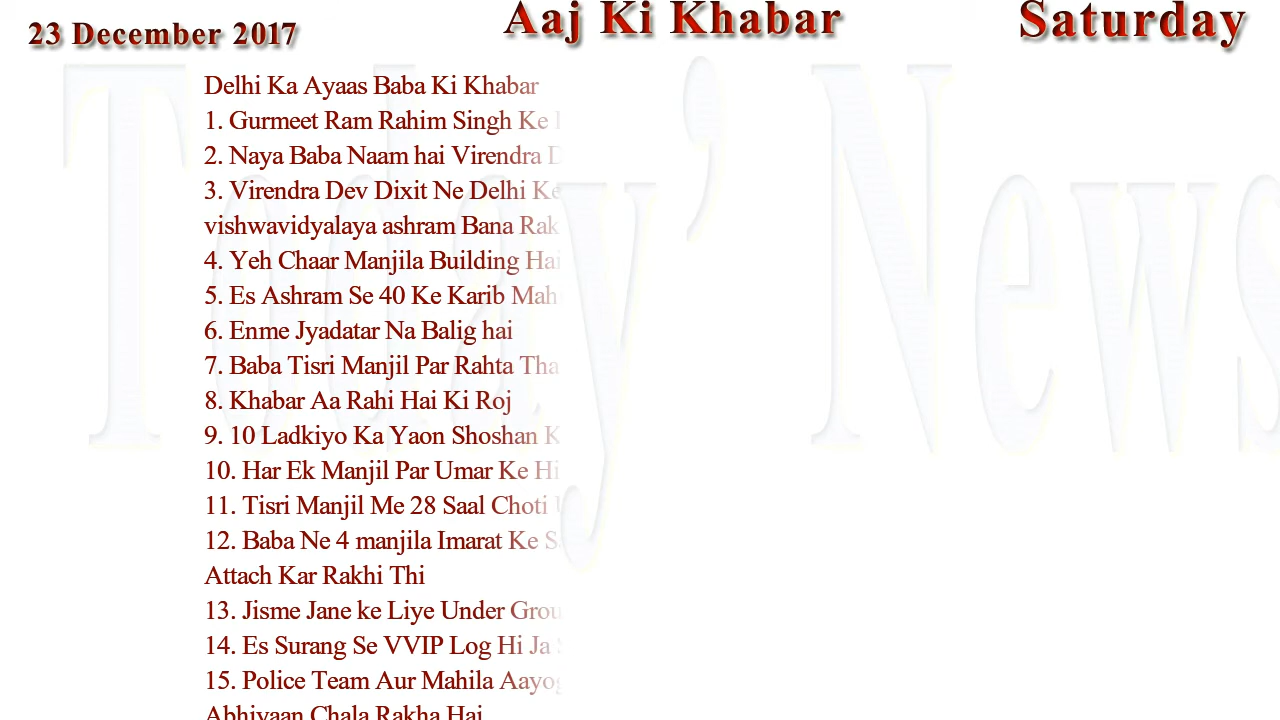 23 December 2017
Aaj Ki Khabar
Saturday
Today' News
Delhi Ka Ayaas Baba Ki Khabar
1. Gurmeet Ram Rahim Singh Ke
2. Naya Baba Naam hai Virendra
3. Virendra Dev Dixit Ne Delhi Ke
vishwavidyalaya ashram Bana
4. Yeh Chaar Manjila Building Hai
5. Es Ashram Se 40 Ke Karib
6. Enme Jyadatar Na Balig hai
7. Baba Tisri Manjil Par Rahta
8. Khabar Aa Rahi Hai Ki Roj
9. 10 Ladkiyo Ka Yaon Shoshan
10. Har Ek Manjil Par Umar Ke
11. Tisri Manjil Me 28 Saal Choti
12. Baba Ne 4 manjila Imarat Ke
Attach Kar Rakhi Thi
13. Jisme Jane ke Liye Under
14. Es Surang Se VVIP Log Hi Ja
15. Police Team Aur Mahila
Abhiyaan Chala Rakha Hai